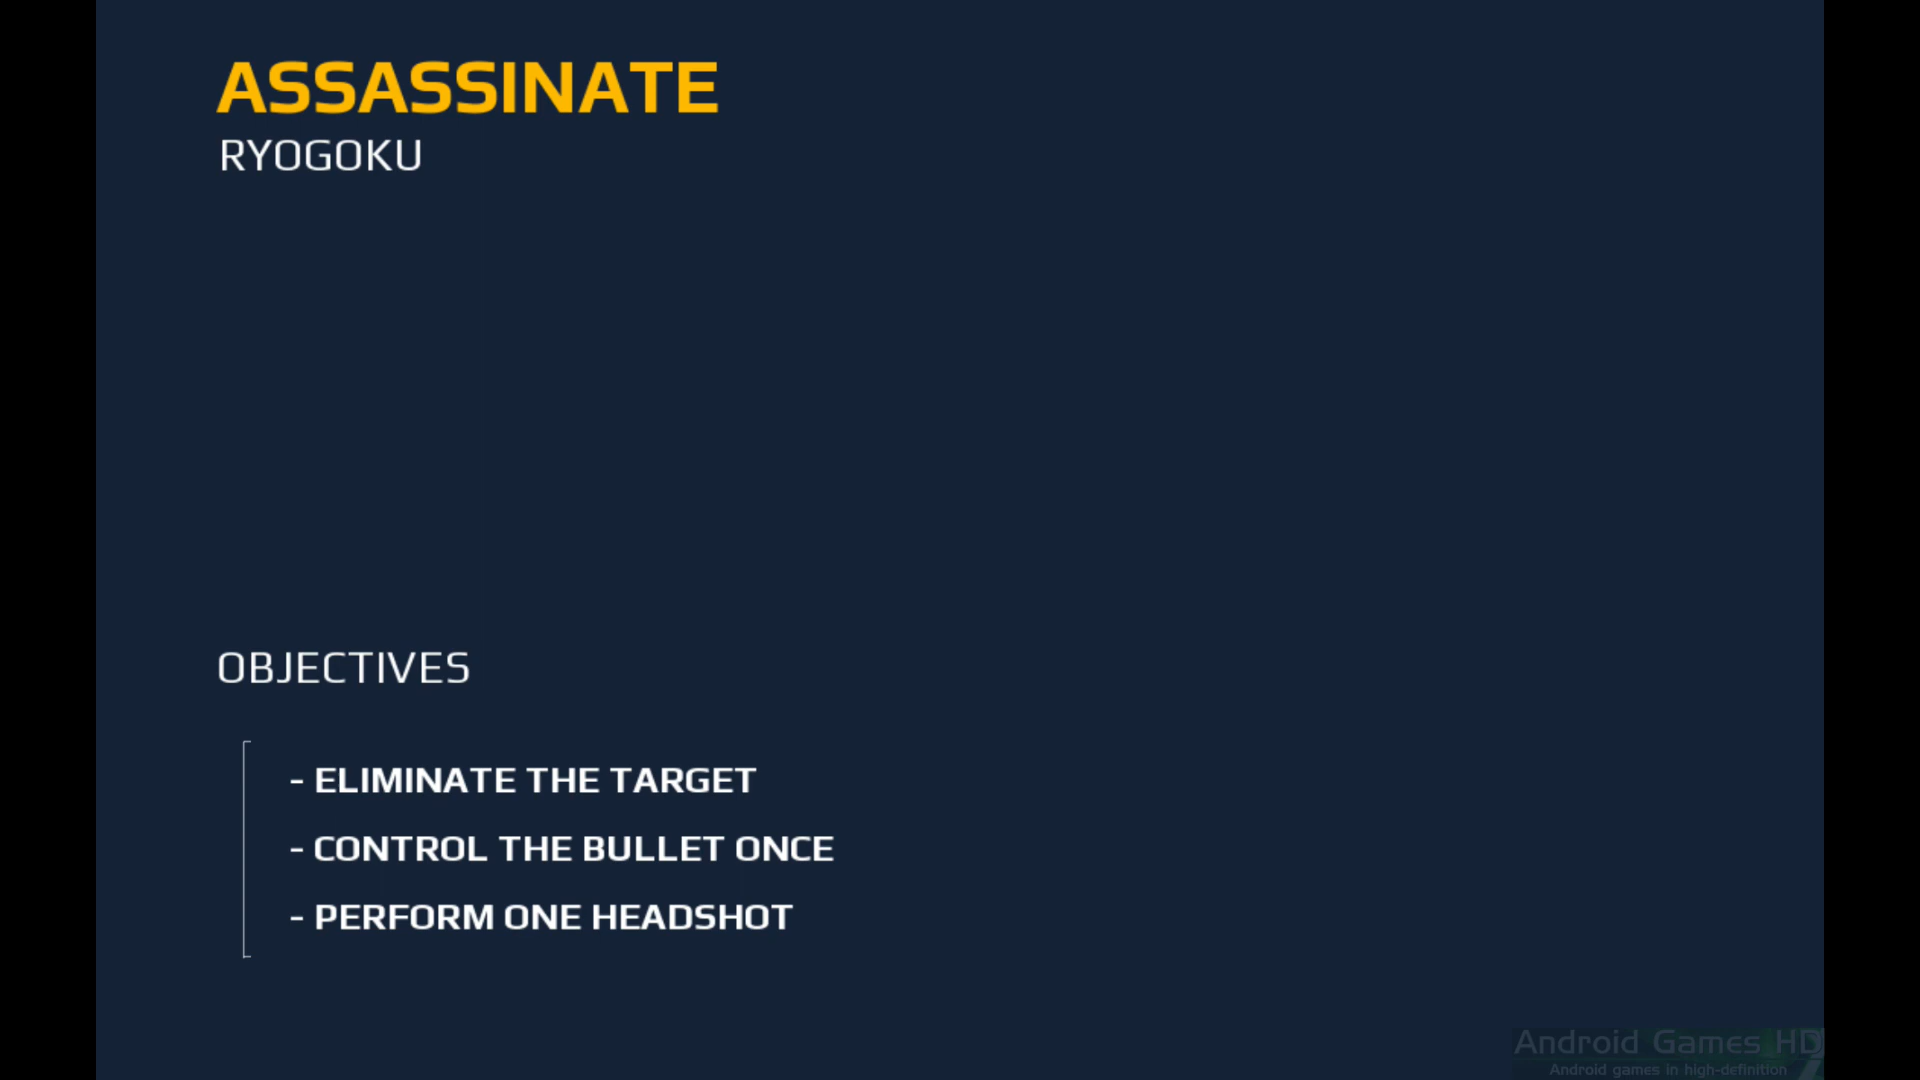 ASSASSINATE
RYOGOKU
OBJECTIVES
- ELIMINATE THE TARGET
- CONTROL THE BULLET ONCE
- PERFORM ONE HEADSHOT
Android Games HD
Android games in high-definition